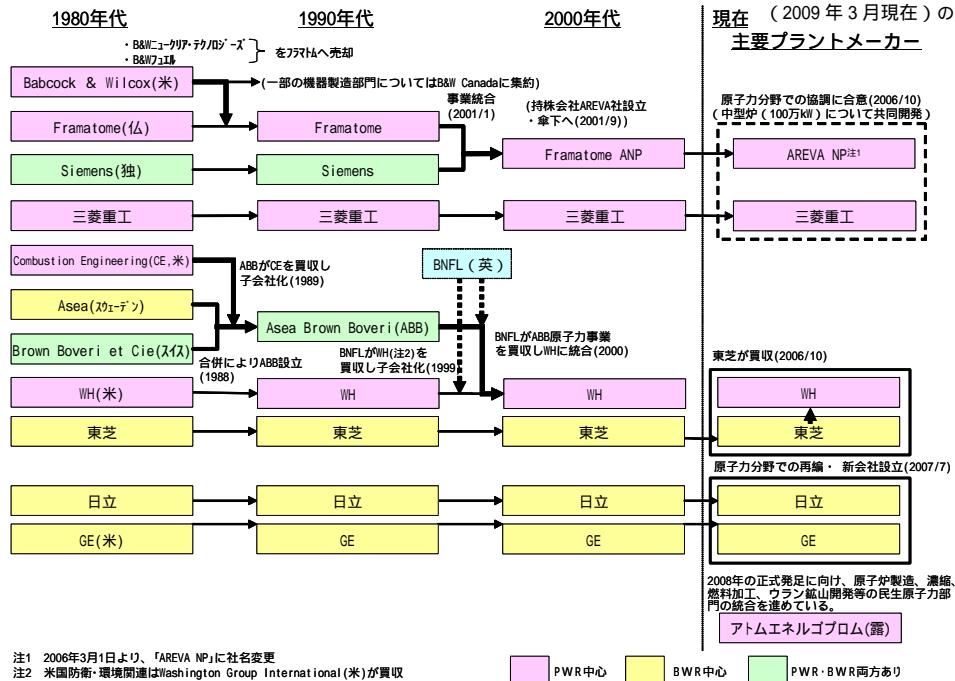 1980年代
1990年代
2000年代
現在 （2009年3月現在）の
主要プラントメーカー
・B&Wニュークリア・テクノロジーズ
・B&Wフュエル
をフラマトムへ売却
Babcock & Wilcox(米)
(一部の機器製造部門についてはB&W Canadaに集約)
事業統合
(2001/1)
(持株会社AREVA社設立
・傘下へ(2001/9))
原子力分野での協調に合意(2006/10)
(中型炉(100万kW)について共同開発)
Framatome(仏)
Framatome
Framatome ANP
AREVA NP注1
Siemens(独)
Siemens
三菱重工
三菱重工
三菱重工
三菱重工
Combustion Engineering(CE,米)
ABBがCEを買収し
子会社化(1989)
BNFL(英)
Asea(スウェーデン)
Asea Brown Boveri(ABB)
Brown Boveri et Cie(スイス)
合併によりABB設立
(1988)
BNFLがWH(注2)を
買収し子会社化(1999)
BNFLがABB原子力事業
を買収しWHに統合(2000)
東芝が買収(2006/10)
WH(米)
WH
WH
WH
東芝
東芝
東芝
東芝
原子力分野での再編・ 新会社設立(2007/7)
日立
日立
日立
日立
GE(米)
GE
GE
GE
2008年の正式発足に向け、原子炉製造、濃縮、
燃料加工、ウラン鉱山開発等の民生原子力部
門の統合を進めている。
アトムエネルゴプロム(露)
注1 2006年3月1日より、「AREVA NP」に社名変更
注2 米国防衛・環境関連はWashington Group International(米)が買収
PWR中心
BWR中心
PWR・BWR両方あり